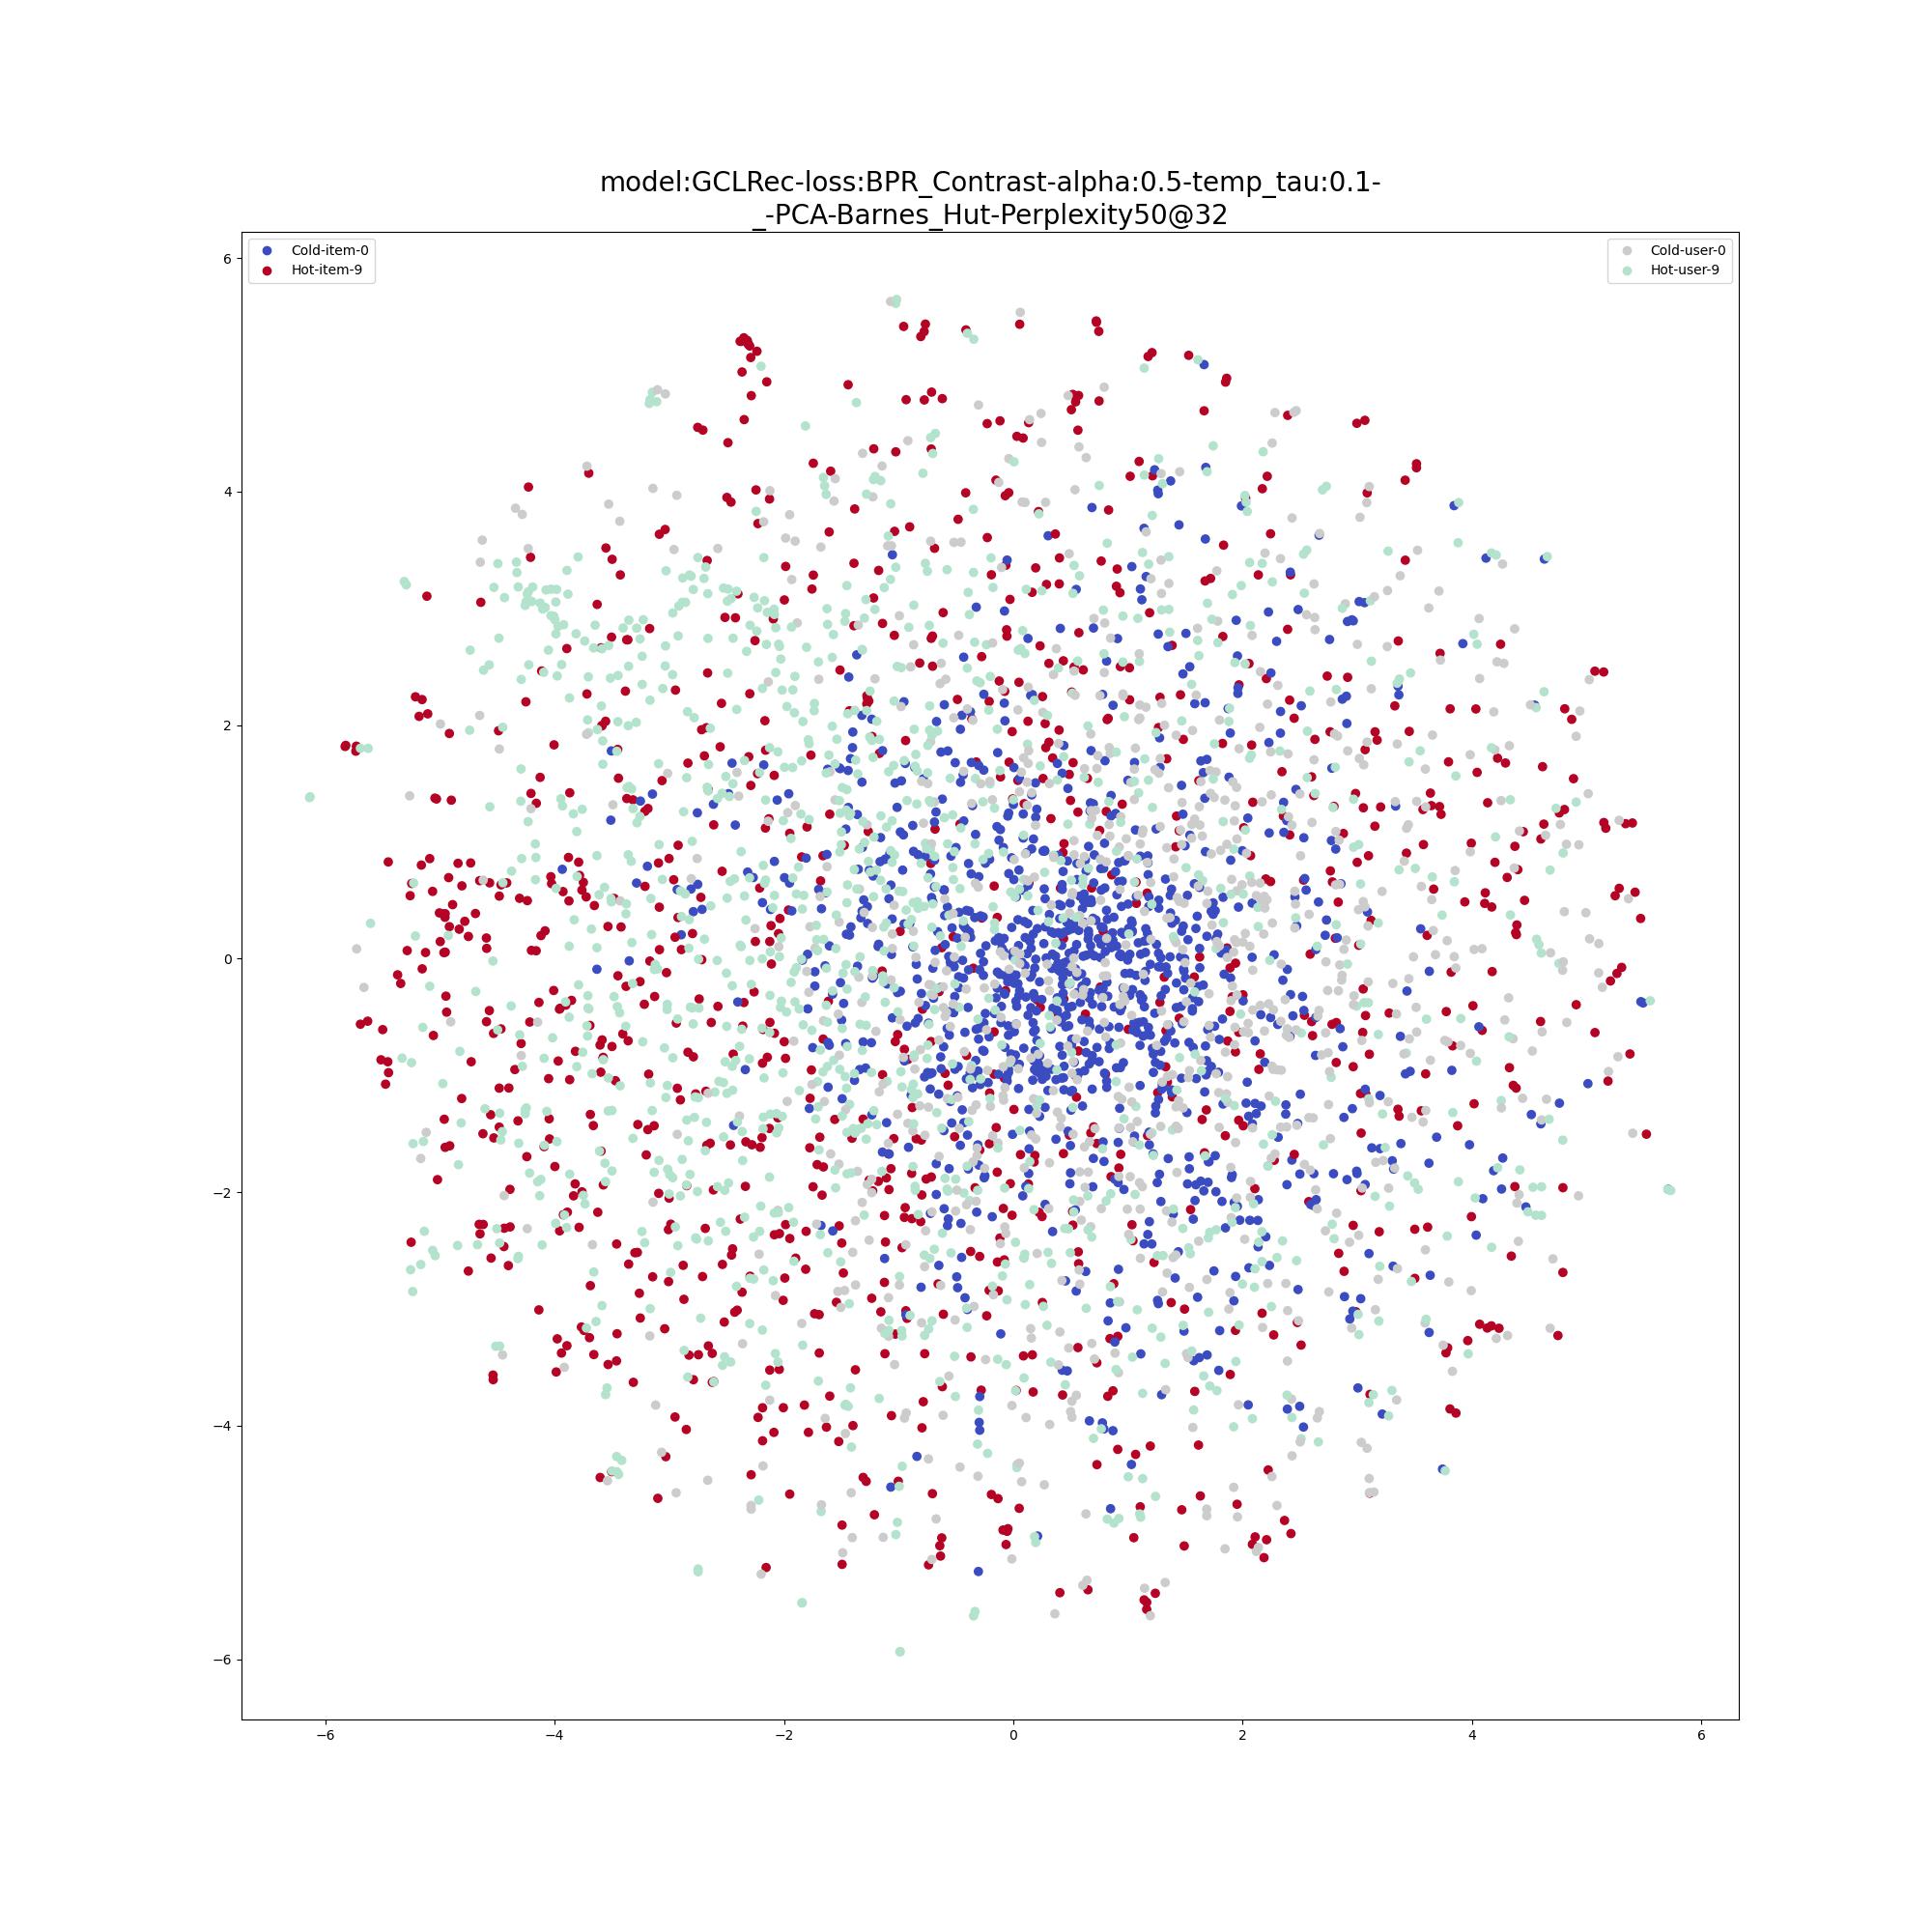 model:GCLRec-loss:BPR_Contrast-alpha:0.5-temp_tau:0.1-
_-PCA-Barnes_Hut-Perplexity50@32
Cold-item-0
Hot-item-9
Cold-user-0
Hot-user-9
6
4
2
0
−2
−4
−6
−6
−4
−2
0
2
4
6